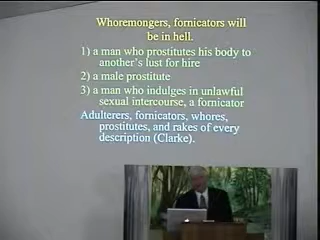 Whoremongers, fornicators will
be in hell.
1) a man who prostitutes his body to
another's lust for hire
2) a male prostitute
3) a man who indulges in unlawful
sexual intercourse, a fornicator
Adulterers, fornicators, whores,
prostitutes, and rakes of every
description (Clarke).